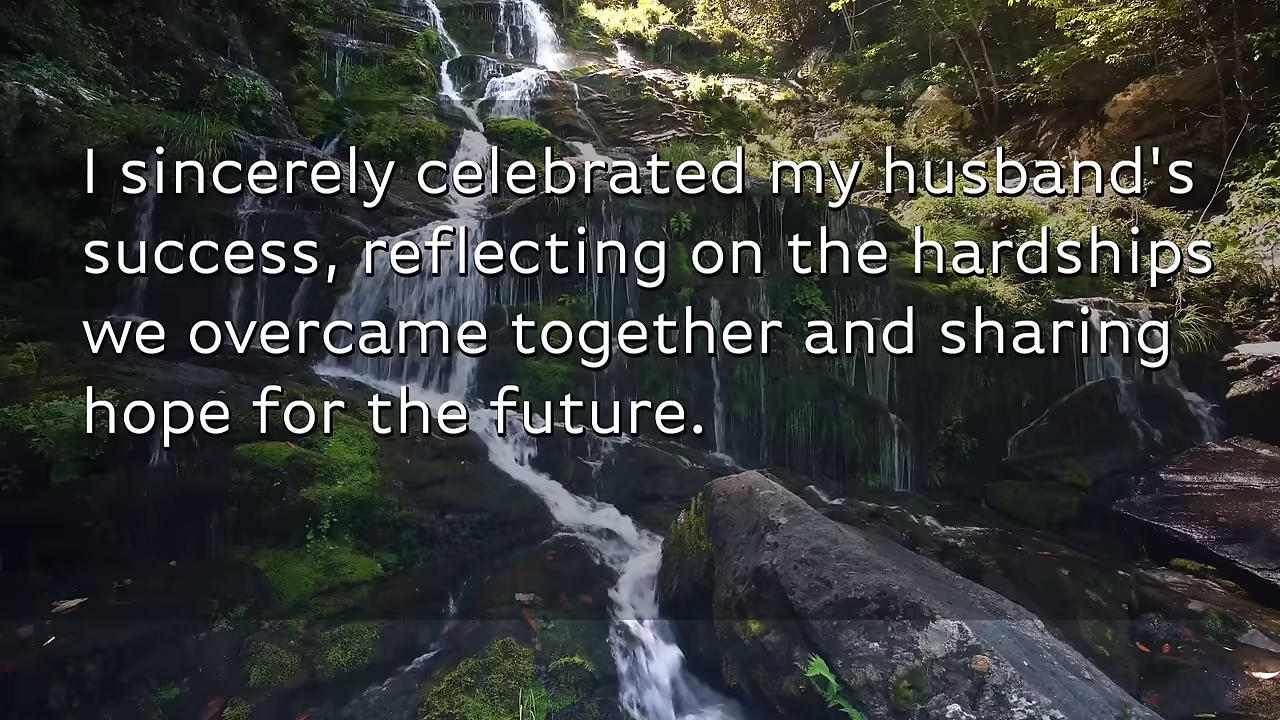 I sincerely celebrated my husband's
success, reflecting on the hardships
we overcame together and sharing
hope for the future.